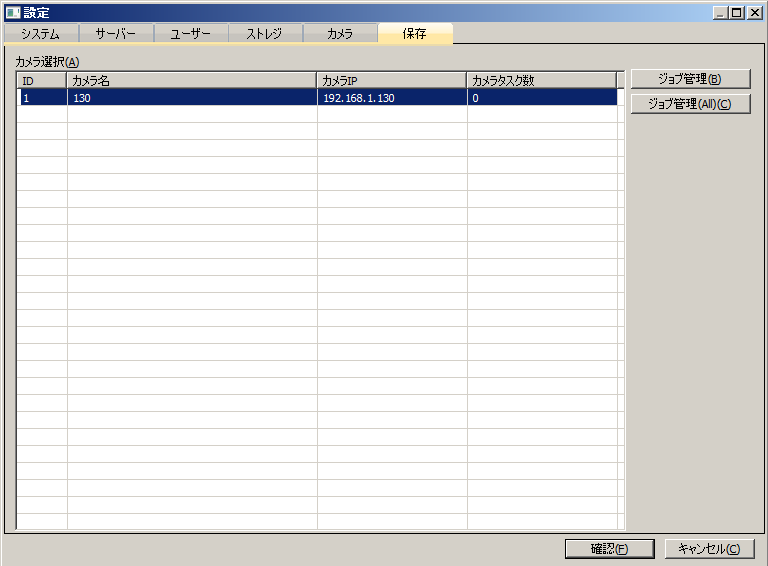 設定
システム サーバー ユーザー ストレジ カメラ 保存
カメラ選択(A)
ID カメラ名 カメラIP カメラタスク数
1 130 192.168.1.130 0
ジョブ管理(B)
ジョブ管理(All)(C)
確認(F) キャンセル(C)